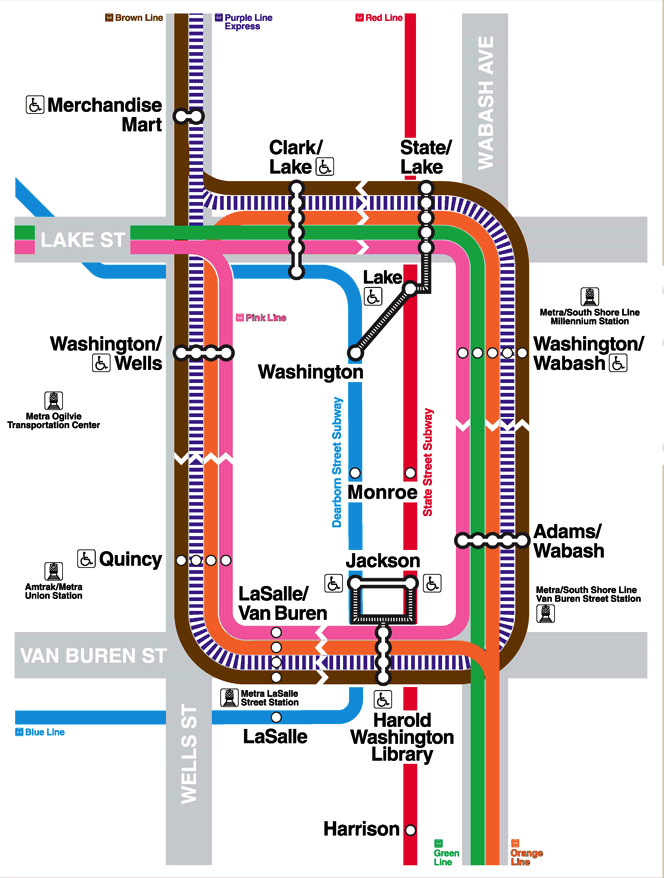 Brown Line
Purple Line
Express
Red Line
WABASH AVE
Merchandise
Mart
Clark/
Lake
State/
Lake
LAKE ST
Lake
Pink Line
Metra/South Shore Line
Millennium Station
Washington/
Wells
Washington
Washington/
Wabash
Metra Ogilvie
Transportation Center
Dearborn Street Subway
State Street Subway
Monroe
Adams/
Wabash
Quincy
Jackson
Amtrak/Metra
Union Station
LaSalle/
Van Buren
Metra/South Shore Line
Van Buren Street Station
VAN BUREN ST
Metra LaSalle
Street Station
WELLS ST
Blue Line
LaSalle
Harold
Washington
Library
Harrison
Green
Line
Orange
Line